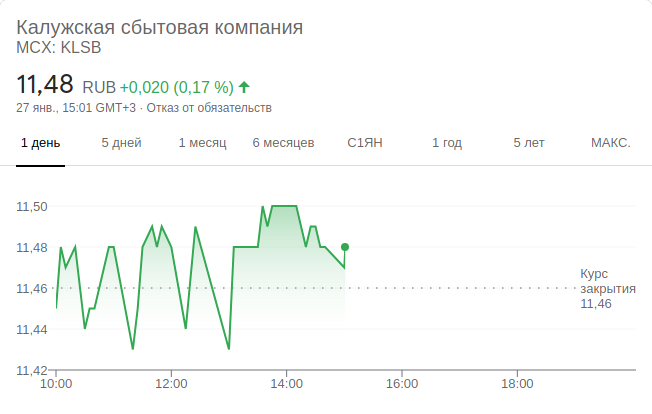 Калужская сбытовая компания
MCX: KLSB
11,48 RUB +0,020 (0,17 %)
27 янв., 15:01 GMT+3 · Отказ от обязательств
1 день 5 дней 1 месяц 6 месяцев С1ЯН 1 год 5 лет МАКС.
11,50
11,48
11,46
Курс
закрытия
11,46
11,44
11,42
10:00 12:00 14:00 16:00 18:00